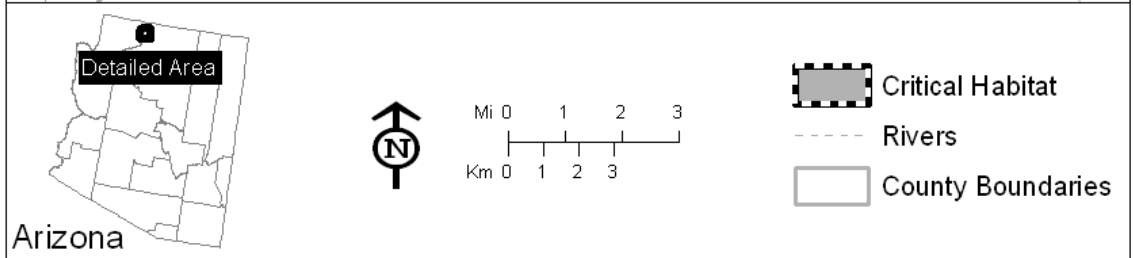 Detailed Area
Arizona
N
Mi 0 1 2 3
Km 0 1 2 3
Critical Habitat
Rivers
County Boundaries